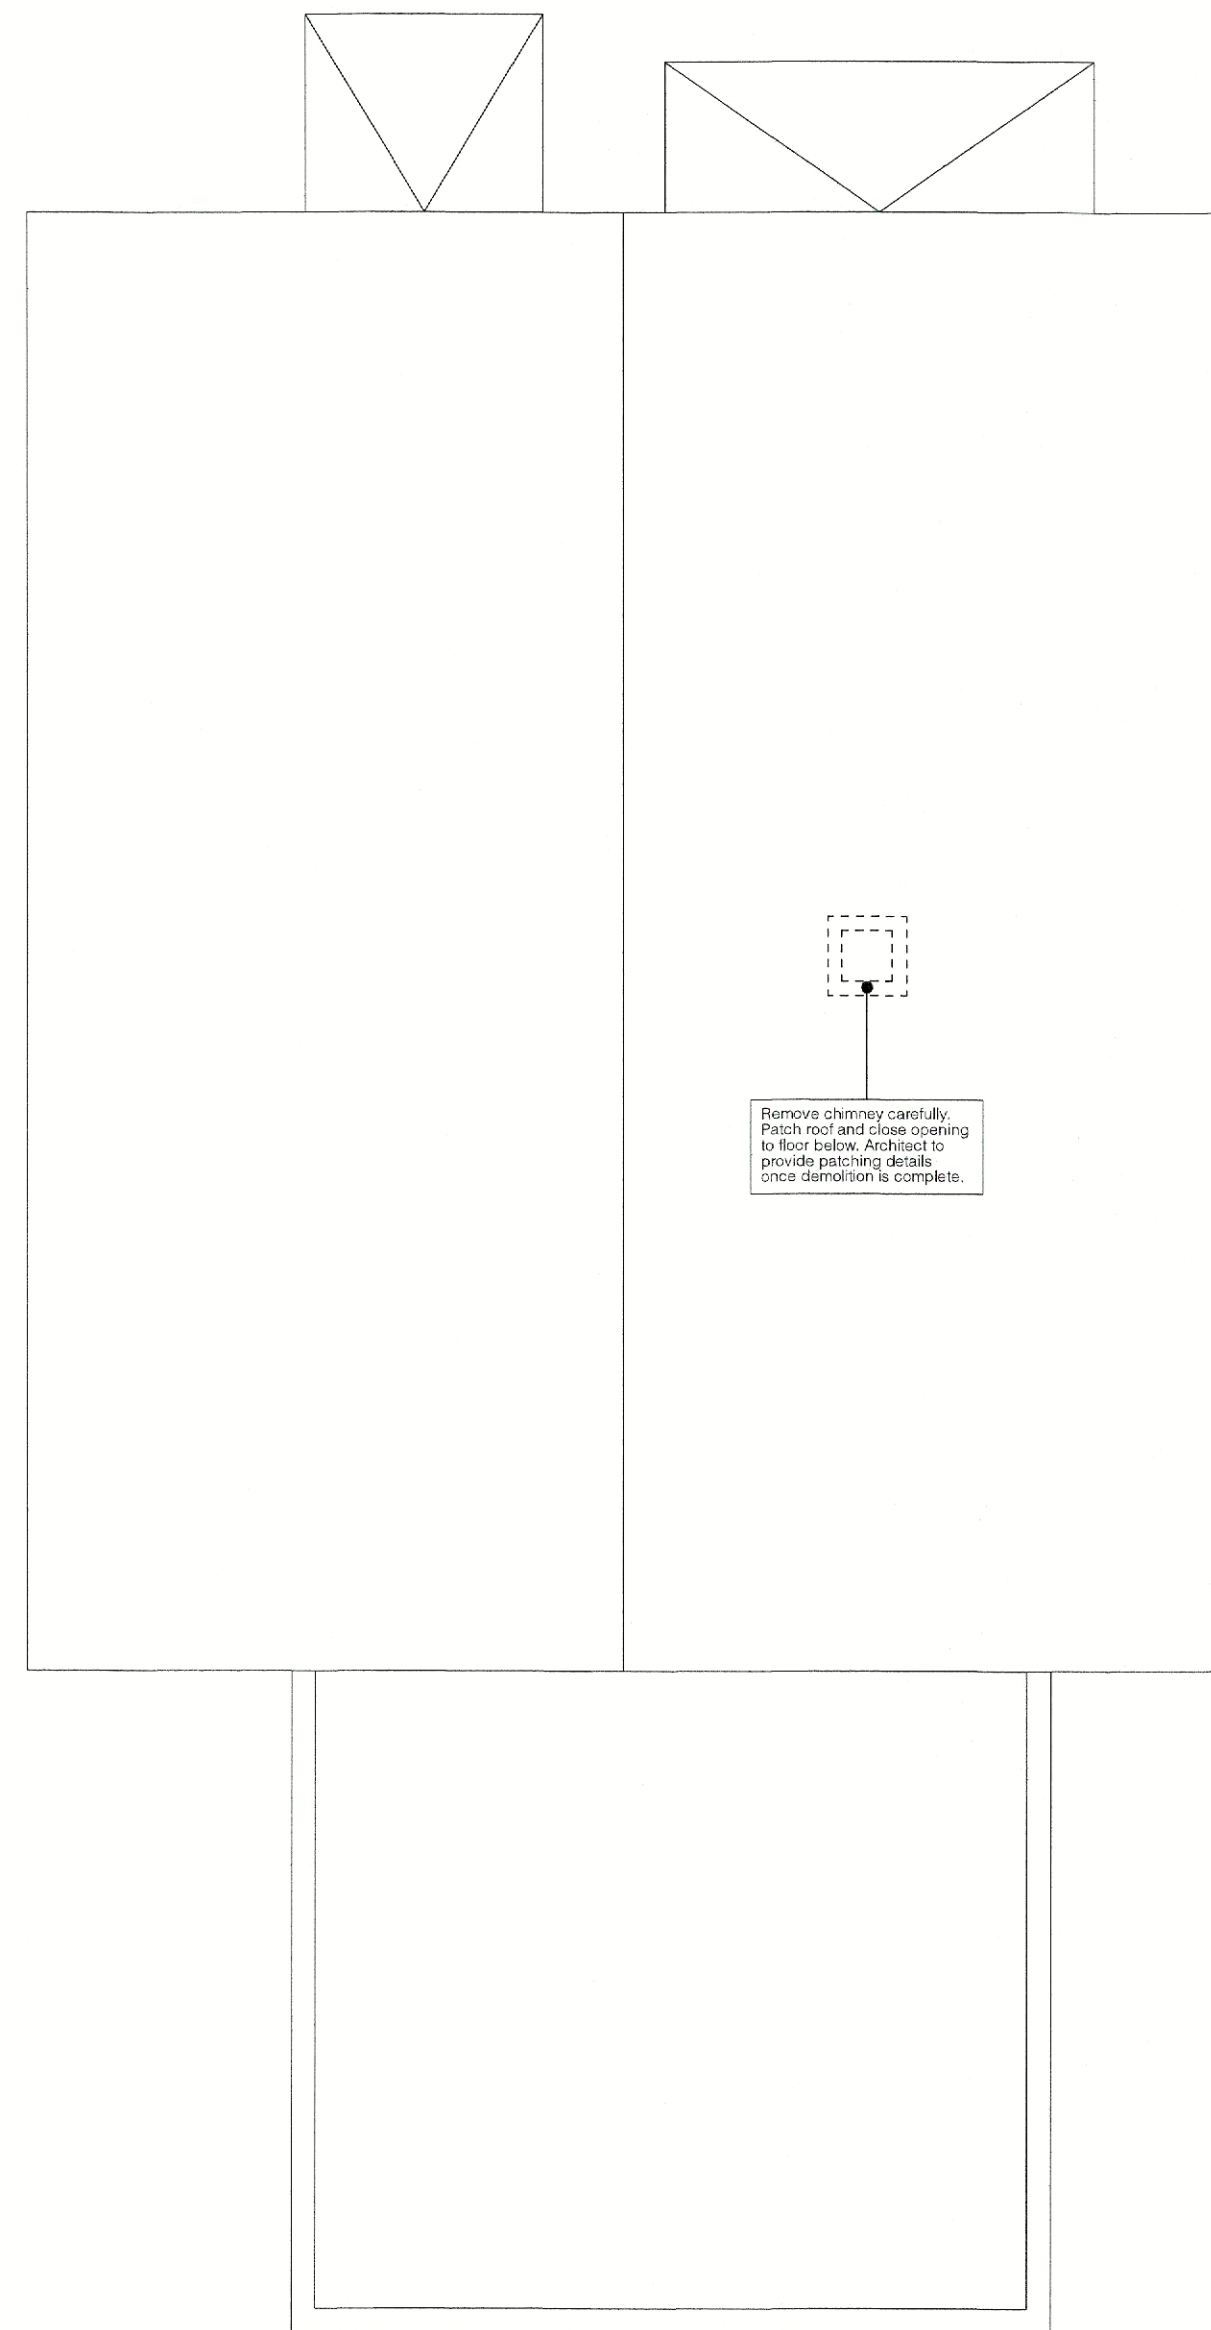 Remove chimney carefully.
Patch roof and close opening
to floor below. Architect to
provide patching details
once demolition is complete.